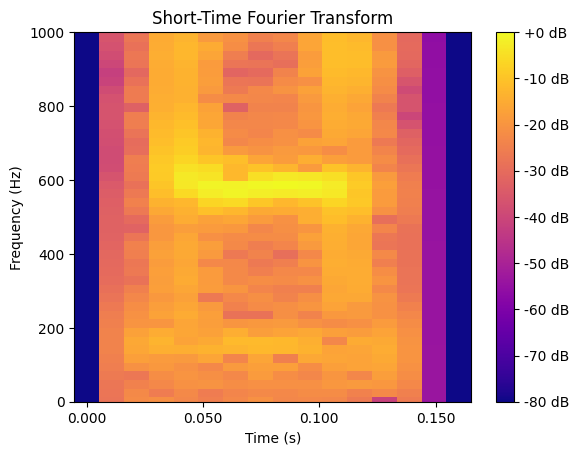 Short-Time Fourier Transform
1000
800
600
400
200
0
Frequency (Hz)
0.000
0.050
0.100
0.150
Time (s)
+0 dB
-10 dB
-20 dB
-30 dB
-40 dB
-50 dB
-60 dB
-70 dB
-80 dB